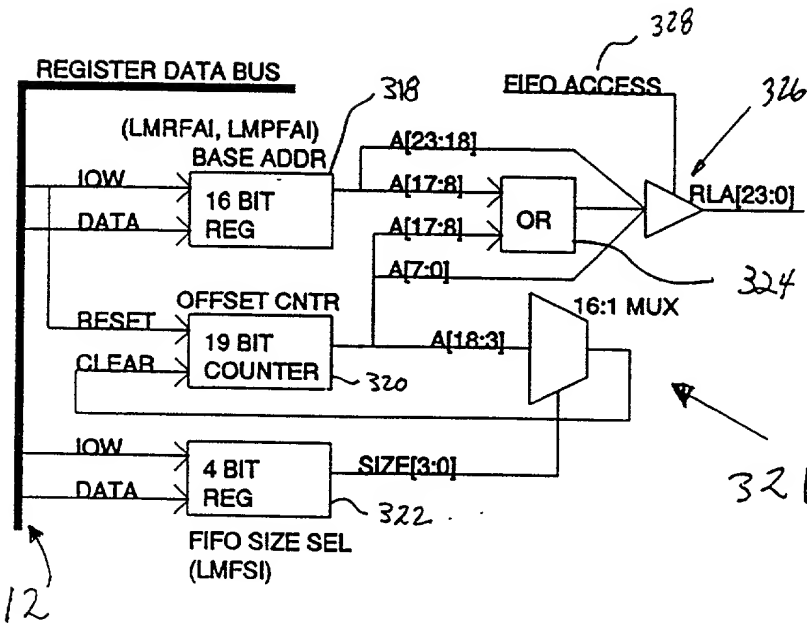 328
REGISTER DATA BUS
FIFO ACCESS
318
326
(LMRFAI, LMPFAI)
BASE ADDR
A[23:18]
IOW
16 BIT
REG
A[17:8]
OR
RLA[23:0]
DATA
A[17:8]
A[7:0]
324
OFFSET CNTR
16:1 MUX
RESET
19 BIT
COUNTER
A[18:3]
CLEAR
320
IOW
4 BIT
REG
SIZE[3:0]
DATA
322
321
FIFO SIZE SEL
(LMFSI)
12